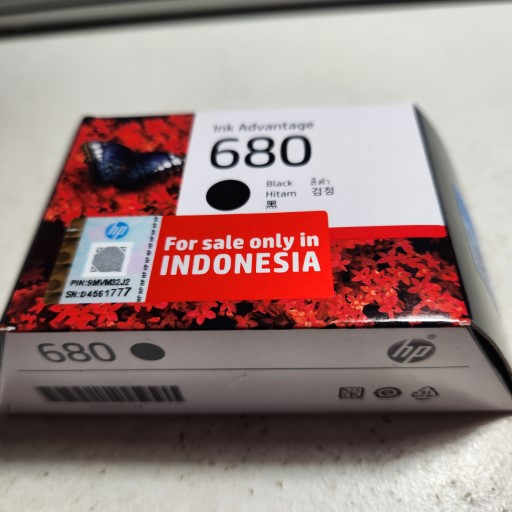 Ink Advantage
680
Black สีดำ
Hitam 검정
黑
hp
PIN:9MVM32J2
SN:D4561777
For sale only in
INDONESIA
680
hp